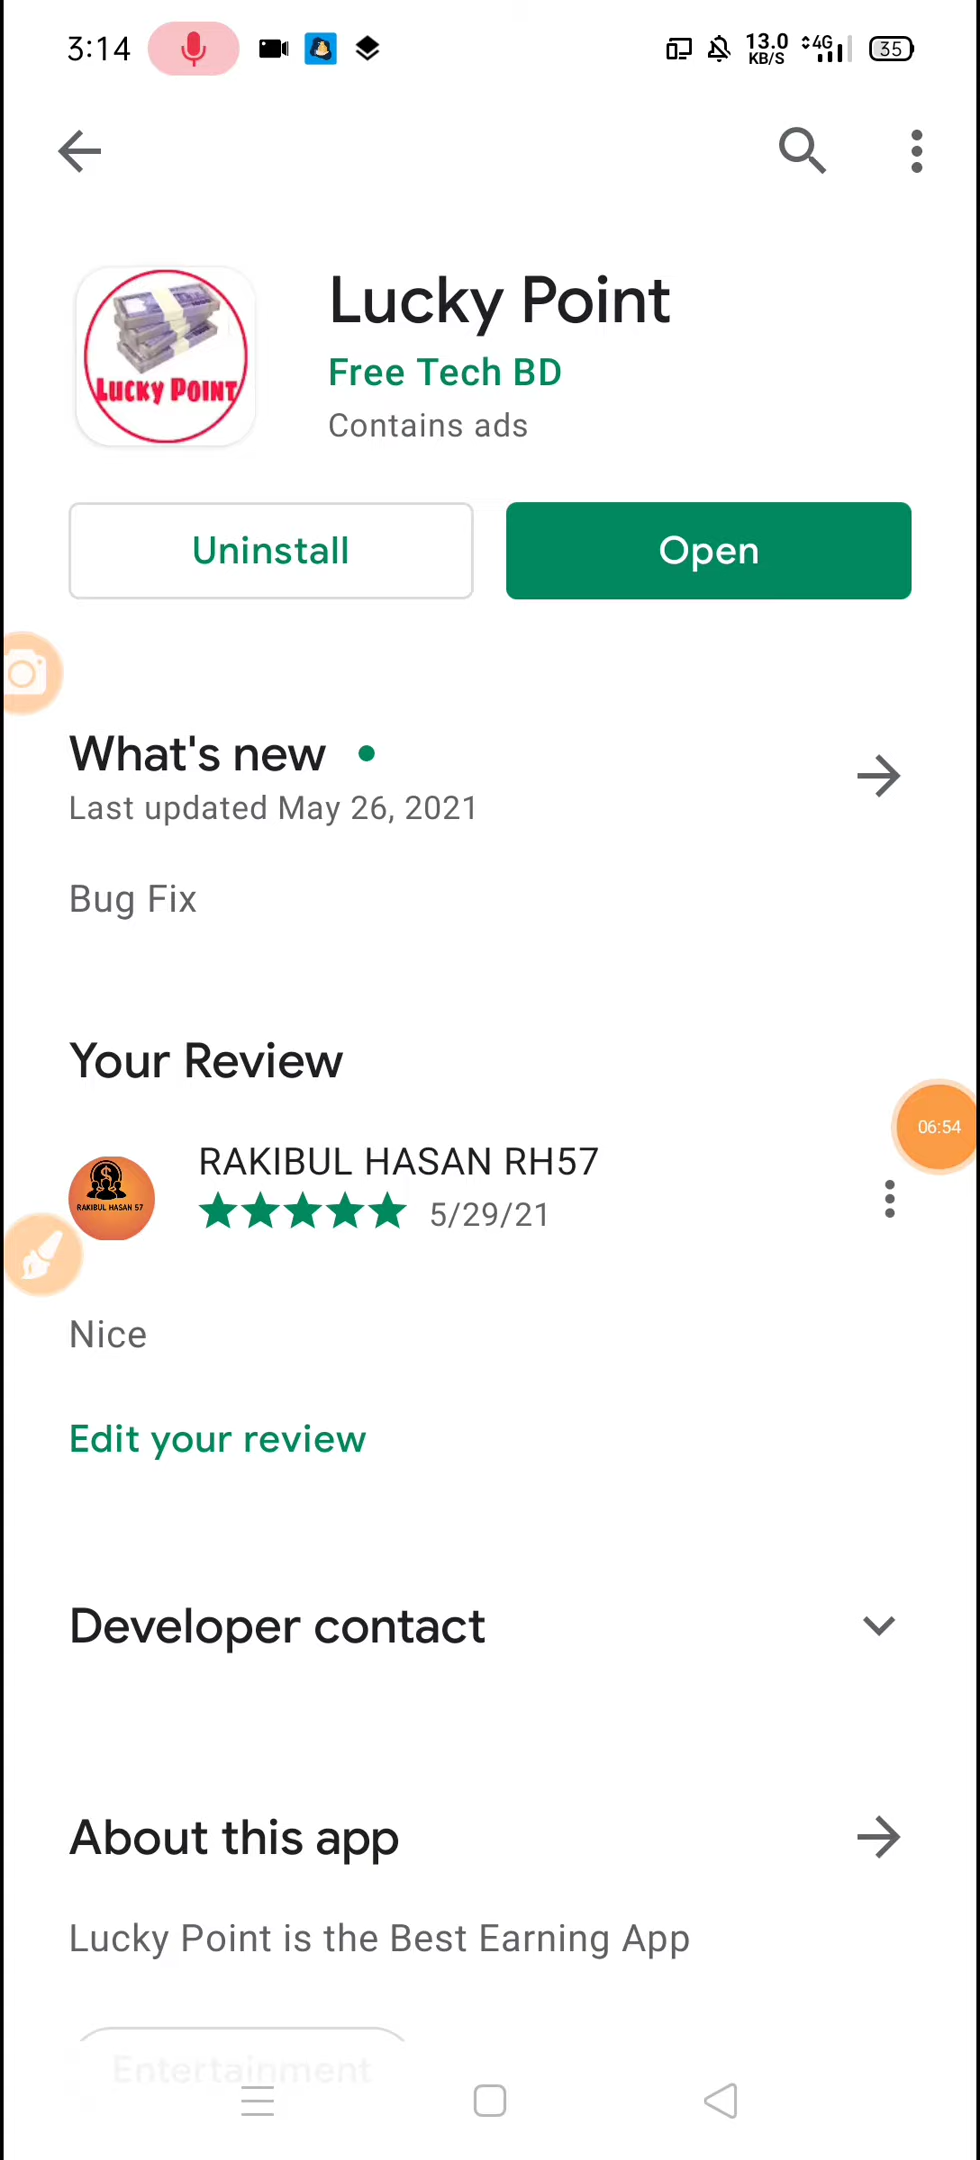 3:14
13.0
KB/S
4G
35
Lucky Point
LUCKY POINT
Free Tech BD
Contains ads
Uninstall
Open
What's new
Last updated May 26, 2021
Bug Fix
Your Review
06:54
RAKIBUL HASAN RH57
RAKIBUL HASAN 57
5/29/21
Nice
Edit your review
Developer contact
About this app
Lucky Point is the Best Earning App
Entertainment